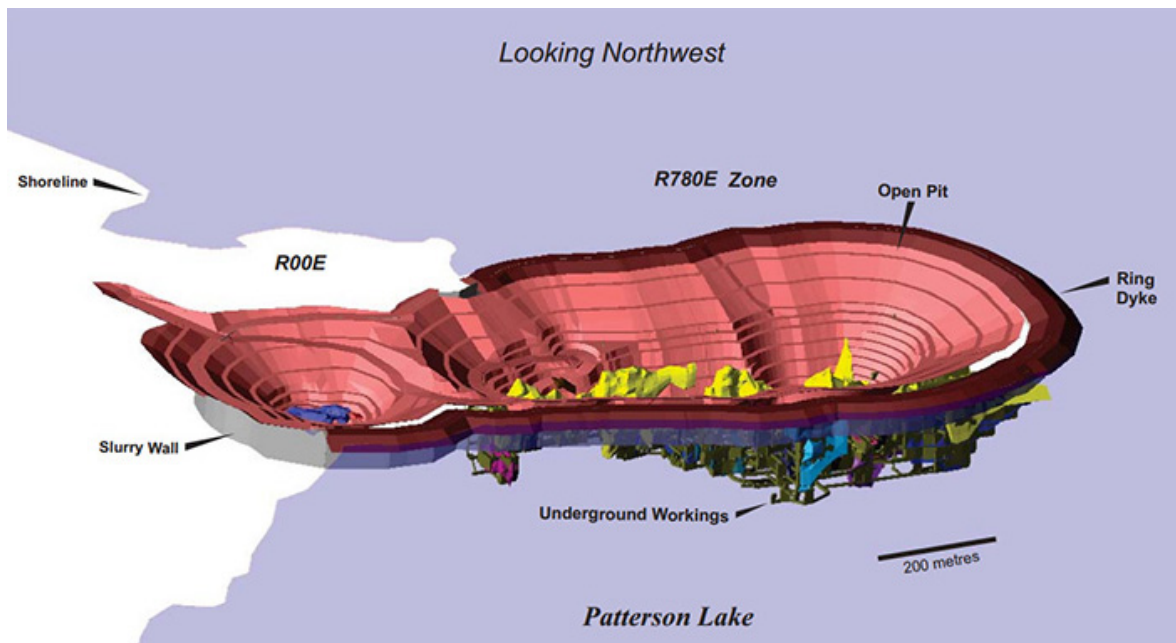 Looking Northwest
Shoreline
R780E Zone
Open Pit
R00E
Ring
Dyke
Slurry Wall
Underground Workings
200 metres
Patterson Lake